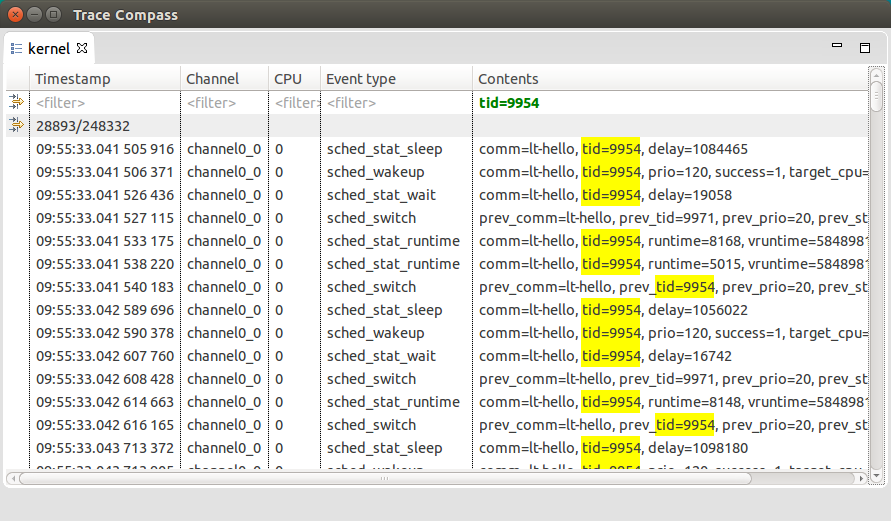 Trace Compass
kernel
Timestamp Channel CPU Event type Contents
<filter> <filter> <filter> <filter> tid=9954
28893/248332
09:55:33.041 505 916 channel0_0 0 sched_stat_sleep comm=lt-hello, tid=9954, delay=1084465
09:55:33.041 506 371 channel0_0 0 sched_wakeup comm=lt-hello, tid=9954, prio=120, success=1, target_cpu=
09:55:33.041 526 436 channel0_0 0 sched_stat_wait comm=lt-hello, tid=9954, delay=19058
09:55:33.041 527 115 channel0_0 0 sched_switch prev_comm=lt-hello, prev_tid=9971, prev_prio=20, prev_st
09:55:33.041 533 175 channel0_0 0 sched_stat_runtime comm=lt-hello, tid=9954, runtime=8168, vruntime=5848981
09:55:33.041 538 220 channel0_0 0 sched_stat_runtime comm=lt-hello, tid=9954, runtime=5015, vruntime=5848981
09:55:33.041 540 183 channel0_0 0 sched_switch prev_comm=lt-hello, prev_tid=9954, prev_prio=20, prev_st
09:55:33.042 589 696 channel0_0 0 sched_stat_sleep comm=lt-hello, tid=9954, delay=1056022
09:55:33.042 590 378 channel0_0 0 sched_wakeup comm=lt-hello, tid=9954, prio=120, success=1, target_cpu=
09:55:33.042 607 760 channel0_0 0 sched_stat_wait comm=lt-hello, tid=9954, delay=16742
09:55:33.042 608 428 channel0_0 0 sched_switch prev_comm=lt-hello, prev_tid=9971, prev_prio=20, prev_st
09:55:33.042 614 663 channel0_0 0 sched_stat_runtime comm=lt-hello, tid=9954, runtime=8148, vruntime=5848981
09:55:33.042 616 165 channel0_0 0 sched_switch prev_comm=lt-hello, prev_tid=9954, prev_prio=20, prev_st
09:55:33.043 713 372 channel0_0 0 sched_stat_sleep comm=lt-hello, tid=9954, delay=1098180